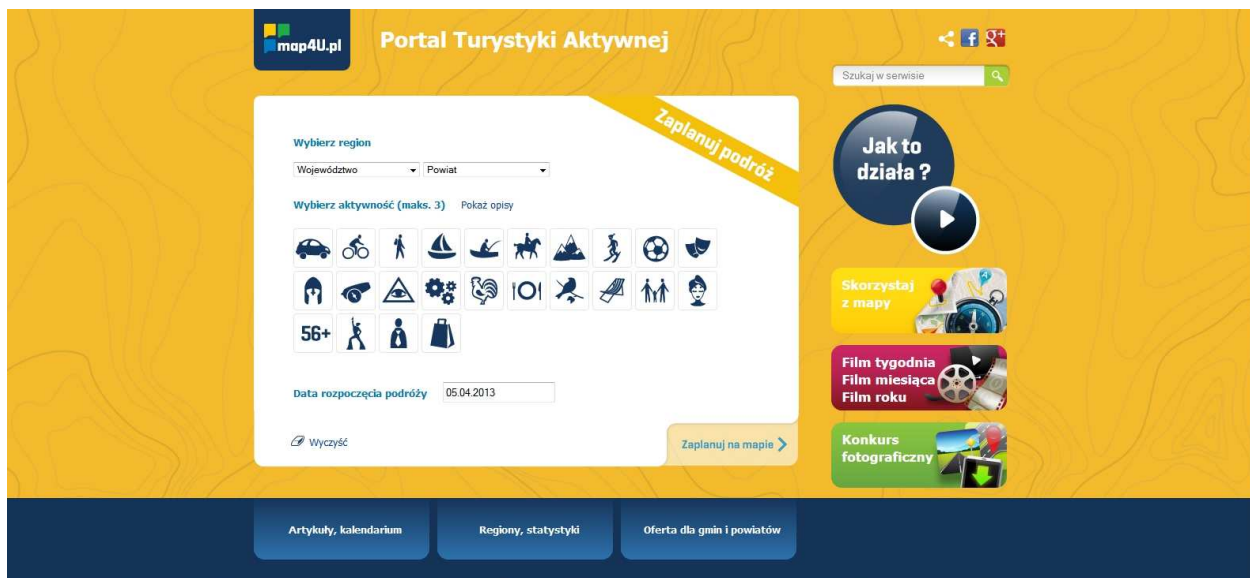 map4U.pl
Portal Turystyki Aktywnej
Szukaj w serwisie
Zaplanuj podróż
Wybierz region
Województwo
Powiat
Wybierz aktywność (maks. 3)
Pokaż opisy
56+
Data rozpoczęcia podróży
05.04.2013
Wyczyść
Zaplanuj na mapie
Jak to
działa ?
Skorzystaj
z mapy
Film tygodnia
Film miesiąca
Film roku
Konkurs
fotograficzny
Artykuły, kalendarium
Regiony, statystyki
Oferta dla gmin i powiatów